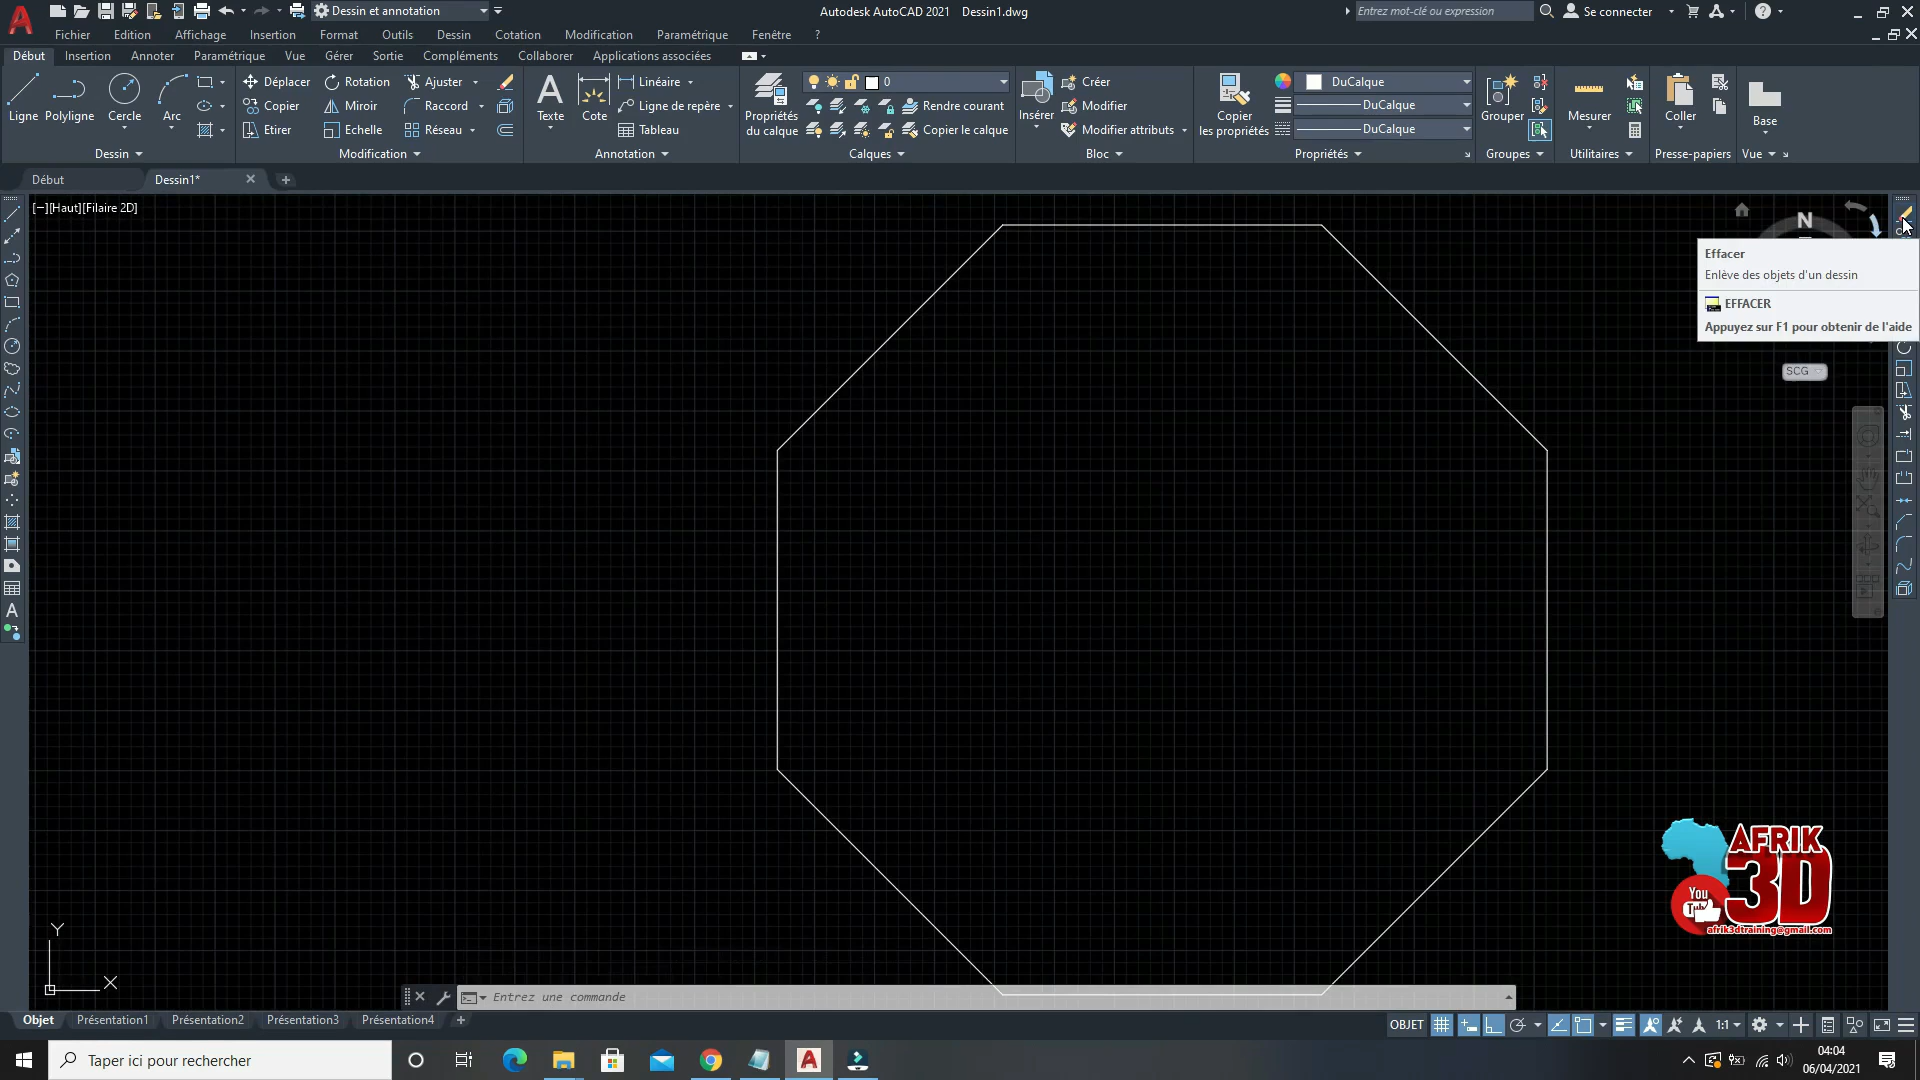 Dessin et annotation
Autodesk AutoCAD 2021 Dessin1.dwg
Entrez mot-clé ou expression
Se connecter
Fichier Edition Affichage Insertion Format Outils Dessin Cotation Modification Paramétrique Fenêtre ?
Début Insertion Annoter Paramétrique Vue Gérer Sortie Compléments Collaborer Applications associées
Ligne Polyligne Cercle Arc
Déplacer Rotation Ajuster
Copier Miroir Raccord
Etirer Echelle Réseau
Texte Cote
Linéaire
Ligne de repère
Tableau
Propriétés
du calque
0
Rendre courant
Copier le calque
Insérer
Créer
Modifier
Modifier attributs
Copier
les propriétés
DuCalque
DuCalque
DuCalque
Grouper Mesurer Coller Base
Dessin Modification Annotation Calques Bloc Propriétés Groupes Utilitaires Presse-papiers Vue
Début Dessin1*
[−][Haut][Filaire 2D]
N
Effacer
Enlève des objets d'un dessin
EFFACER
Appuyez sur F1 pour obtenir de l'aide
SCG
A
AFRIK
3D
You
Tub
afrik3dtraining@gmail.com
Y
X
Entrez une commande
Objet Présentation1 Présentation2 Présentation3 Présentation4 +
OBJET 1:1
Taper ici pour rechercher
04:04
06/04/2021